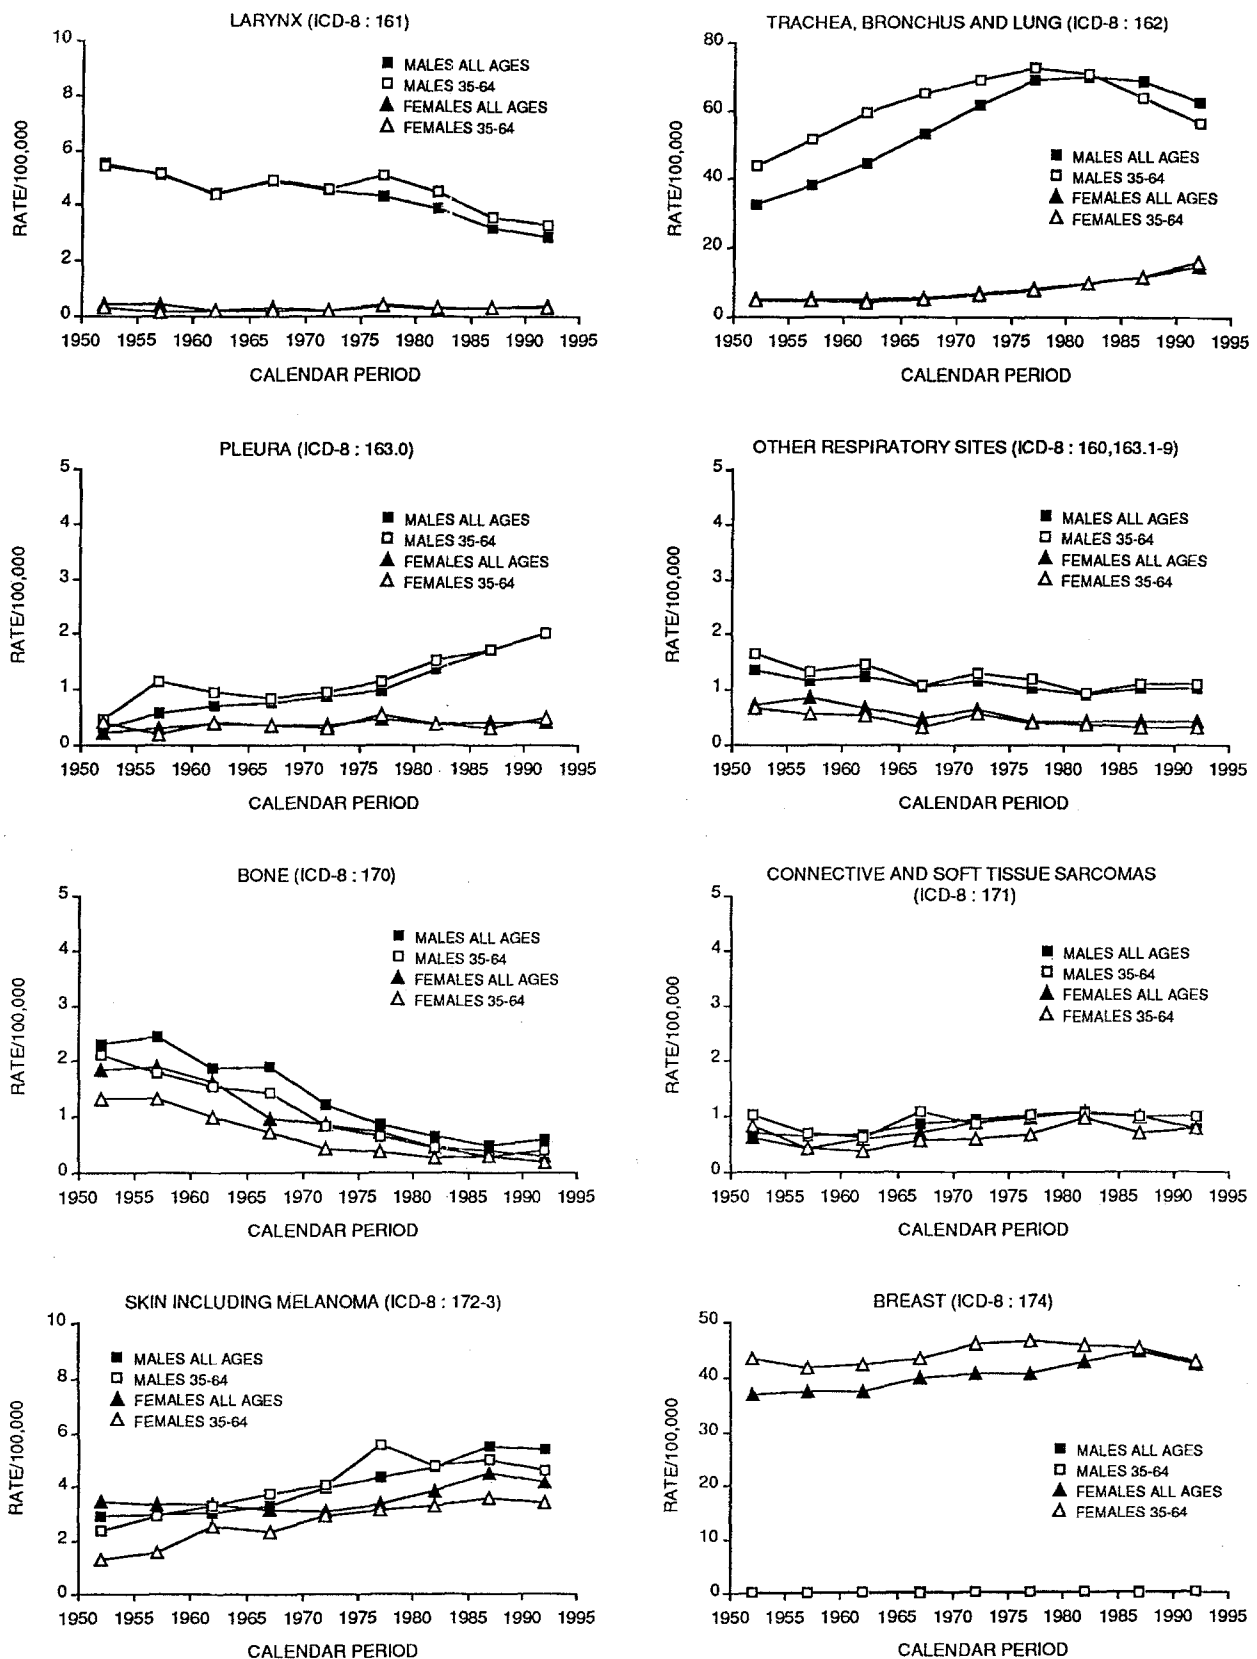 LARYNX (ICD-8 : 161)
10
8
6
4
2
0
RATE/100,000
MALES ALL AGES
MALES 35-64
FEMALES ALL AGES
FEMALES 35-64
1950 1955 1960 1965 1970 1975 1980 1985 1990 1995
CALENDAR PERIOD
TRACHEA, BRONCHUS AND LUNG (ICD-8 : 162)
80
60
40
20
0
RATE/100,000
MALES ALL AGES
MALES 35-64
FEMALES ALL AGES
FEMALES 35-64
1950 1955 1960 1965 1970 1975 1980 1985 1990 1995
CALENDAR PERIOD
PLEURA (ICD-8 : 163.0)
5
4
3
2
1
0
RATE/100,000
MALES ALL AGES
MALES 35-64
FEMALES ALL AGES
FEMALES 35-64
1950 1955 1960 1965 1970 1975 1980 1985 1990 1995
CALENDAR PERIOD
OTHER RESPIRATORY SITES (ICD-8 : 160,163.1-9)
5
4
3
2
1
0
RATE/100,000
MALES ALL AGES
MALES 35-64
FEMALES ALL AGES
FEMALES 35-64
1950 1955 1960 1965 1970 1975 1980 1985 1990 1995
CALENDAR PERIOD
BONE (ICD-8 : 170)
5
4
3
2
1
0
RATE/100,000
MALES ALL AGES
MALES 35-64
FEMALES ALL AGES
FEMALES 35-64
1950 1955 1960 1965 1970 1975 1980 1985 1990 1995
CALENDAR PERIOD
CONNECTIVE AND SOFT TISSUE SARCOMAS
(ICD-8 : 171)
5
4
3
2
1
0
RATE/100,000
MALES ALL AGES
MALES 35-64
FEMALES ALL AGES
FEMALES 35-64
1950 1955 1960 1965 1970 1975 1980 1985 1990 1995
CALENDAR PERIOD
SKIN INCLUDING MELANOMA (ICD-8 : 172-3)
10
8
6
4
2
0
RATE/100,000
MALES ALL AGES
MALES 35-64
FEMALES ALL AGES
FEMALES 35-64
1950 1955 1960 1965 1970 1975 1980 1985 1990 1995
CALENDAR PERIOD
BREAST (ICD-8 : 174)
50
40
30
20
10
0
RATE/100,000
MALES ALL AGES
MALES 35-64
FEMALES ALL AGES
FEMALES 35-64
1950 1955 1960 1965 1970 1975 1980 1985 1990 1995
CALENDAR PERIOD